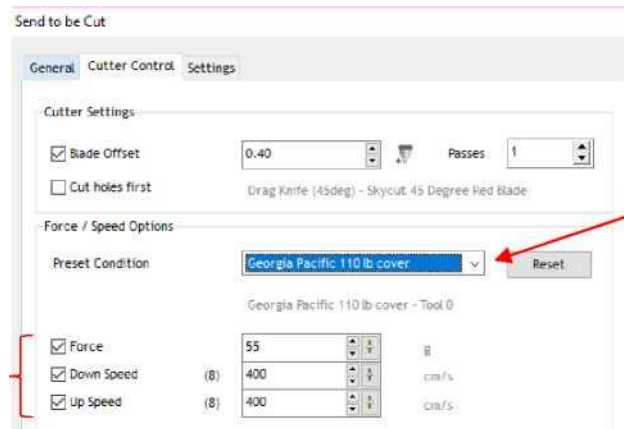 Send to be Cut
General Cutter Control Settings
Cutter Settings
Blade Offset 0.40 Passes 1
Cut holes first Drag Knife (45deg) - Skycut 45 Degree Red Blade
Force / Speed Options
Preset Condition Georgia Pacific 110 lb cover Reset
Georgia Pacific 110 lb cover - Tool 0
Force 55 g
Down Speed (8) 400 cm/s
Up Speed (8) 400 cm/s